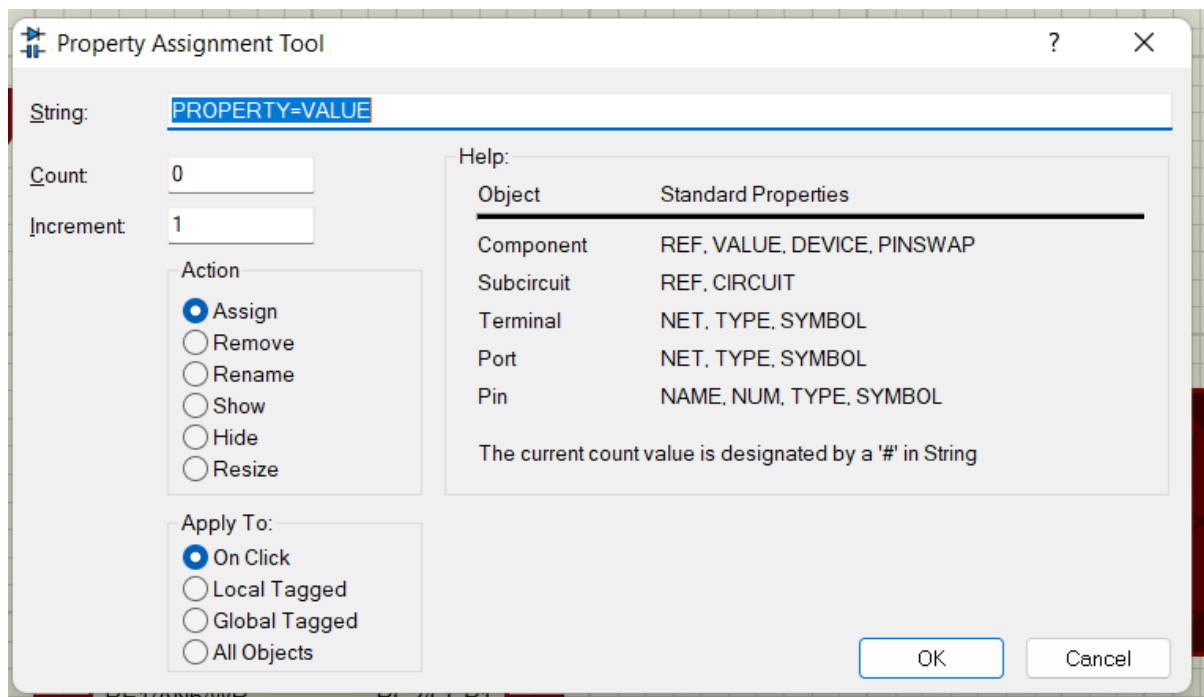 Property Assignment Tool
?
String: PROPERTY=VALUE
Count: 0
Increment: 1
Action
Assign
Remove
Rename
Show
Hide
Resize
Apply To:
On Click
Local Tagged
Global Tagged
All Objects
Help:
Object Standard Properties
Component REF, VALUE, DEVICE, PINSWAP
Subcircuit REF, CIRCUIT
Terminal NET, TYPE, SYMBOL
Port NET, TYPE, SYMBOL
Pin NAME, NUM, TYPE, SYMBOL
The current count value is designated by a '#' in String
OK Cancel